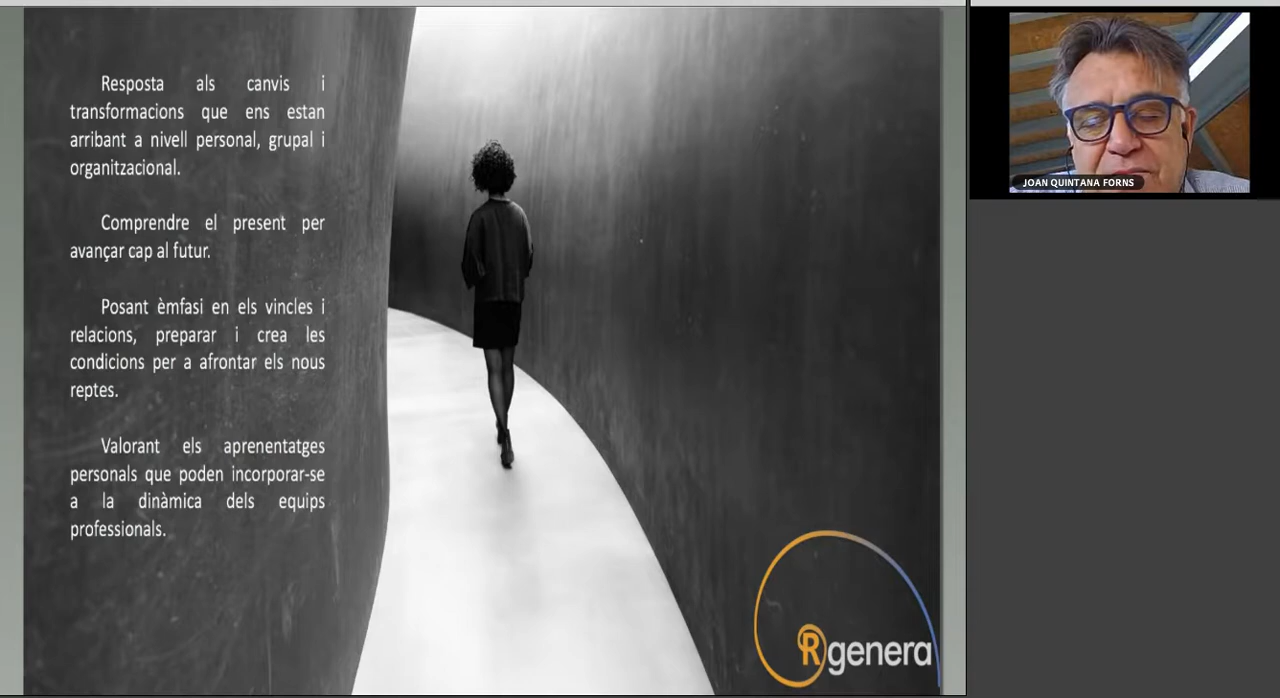 Resposta als canvis i
transformacions que ens estan
arribant a nivell personal, grupal i
organitzacional.
Comprendre el present per
avançar cap al futur.
Posant èmfasi en els vincles i
relacions, preparar i crea les
condicions per a afrontar els nous
reptes.
Valorant els aprenentatges
personals que poden incorporar-se
a la dinàmica dels equips
professionals.
Rgenera
JOAN QUINTANA FORNS